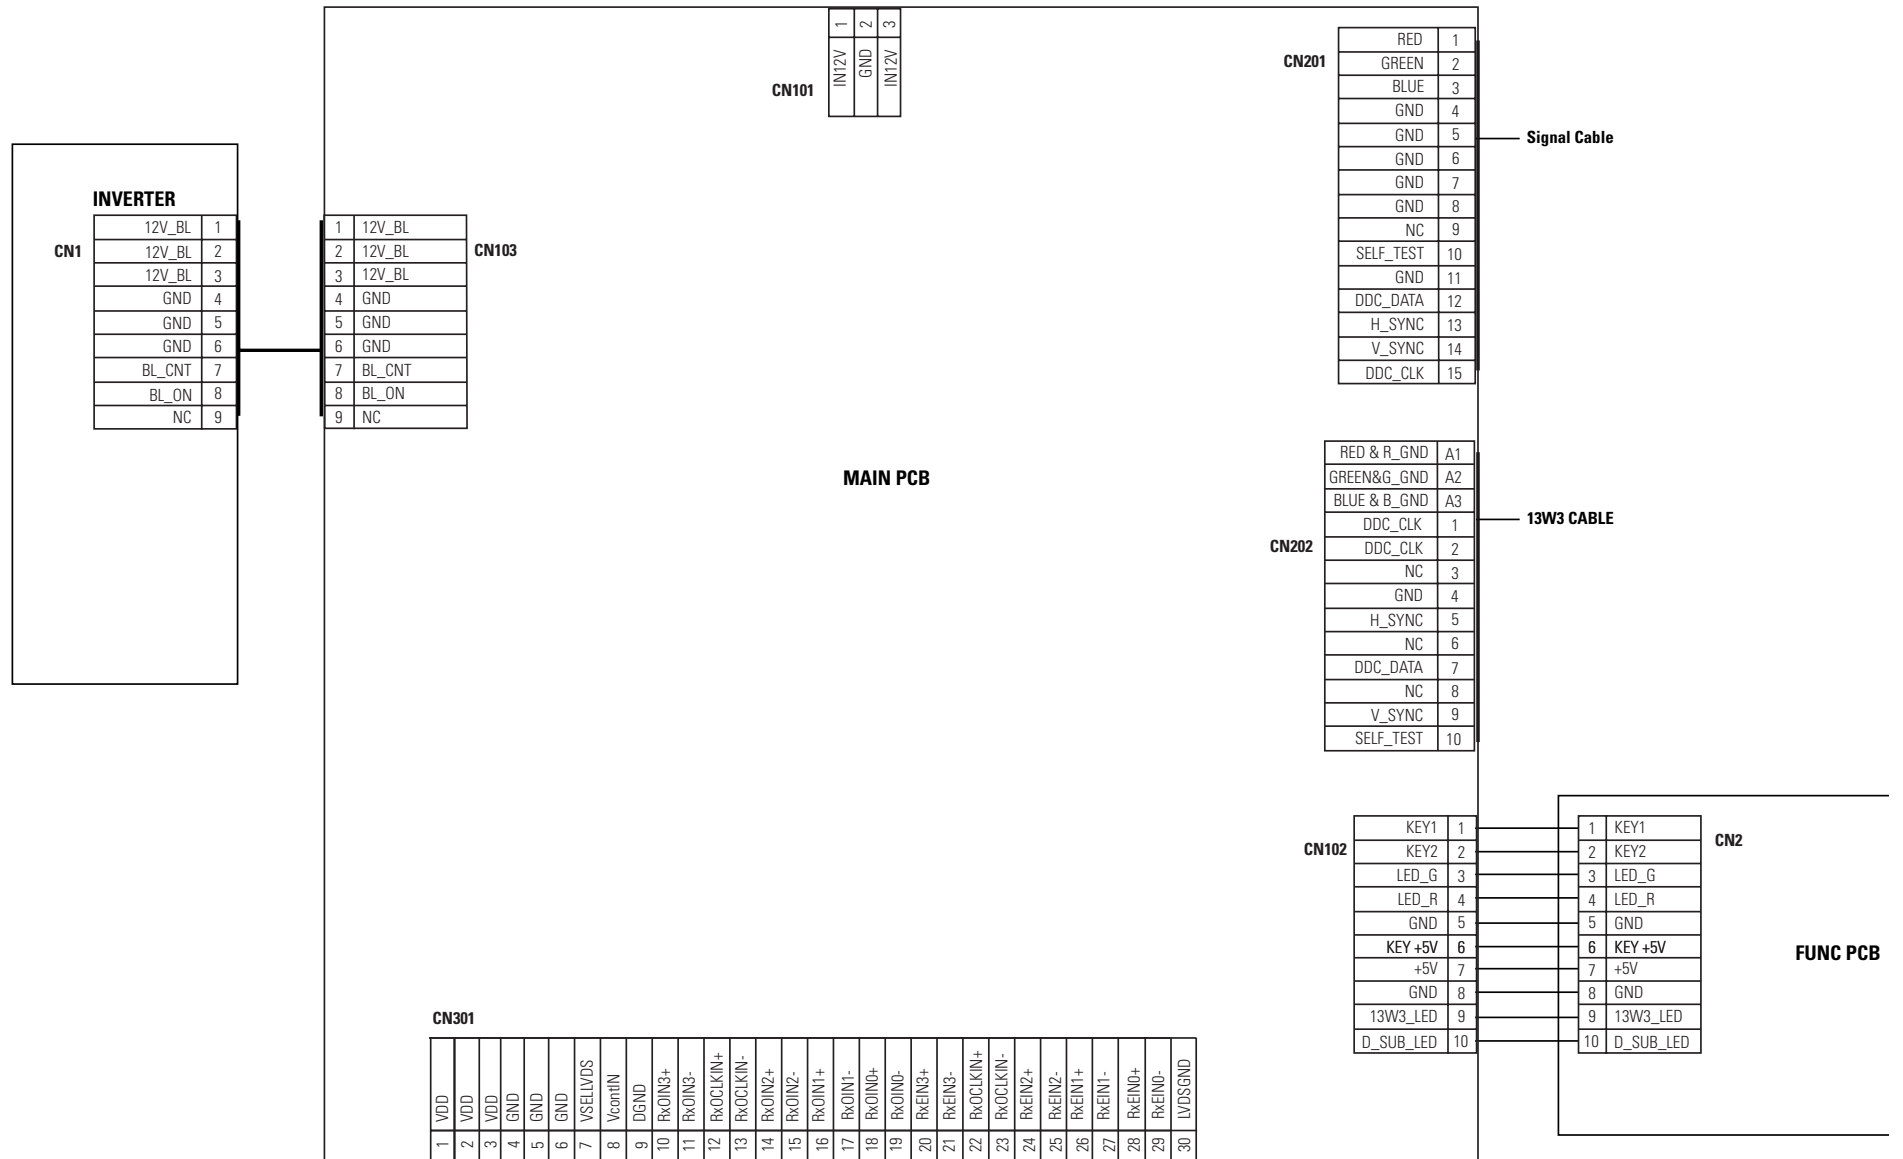 CN101
1 2 3
IN12V GND IN12V
CN201
RED 1
GREEN 2
BLUE 3
GND 4
GND 5
GND 6
GND 7
GND 8
NC 9
SELF_TEST 10
GND 11
DDC_DATA 12
H_SYNC 13
V_SYNC 14
DDC_CLK 15
Signal Cable
INVERTER
CN1
12V_BL 1
12V_BL 2
12V_BL 3
GND 4
GND 5
GND 6
BL_CNT 7
BL_ON 8
NC 9
1 12V_BL
2 12V_BL
3 12V_BL
4 GND
5 GND
6 GND
7 BL_CNT
8 BL_ON
9 NC
CN103
MAIN PCB
CN202
RED & R_GND A1
GREEN&G_GND A2
BLUE & B_GND A3
DDC_CLK 1
DDC_CLK 2
NC 3
GND 4
H_SYNC 5
NC 6
DDC_DATA 7
NC 8
V_SYNC 9
SELF_TEST 10
13W3 CABLE
CN102
KEY1 1
KEY2 2
LED_G 3
LED_R 4
GND 5
KEY +5V 6
+5V 7
GND 8
13W3_LED 9
D_SUB_LED 10
1 KEY1
2 KEY2
3 LED_G
4 LED_R
5 GND
6 KEY +5V
7 +5V
8 GND
9 13W3_LED
10 D_SUB_LED
CN2
FUNC PCB
CN301
1 VDD
2 VDD
3 VDD
4 GND
5 GND
6 GND
7 VSELLVDS
8 VcontIN
9 DGND
10 RxOIN3+
11 RxOIN3-
12 RxOCLKIN+
13 RxOCLKIN-
14 RxOIN2+
15 RxOIN2-
16 RxOIN1+
17 RxOIN1-
18 RxOIN0+
19 RxOIN0-
20 RxEIN3+
21 RxEIN3-
22 RxOCLKIN+
23 RxOCLKIN-
24 RxEIN2+
25 RxEIN2-
26 RxEIN1+
27 RxEIN1-
28 RxEIN0+
29 RxEIN0-
30 LVDSGND